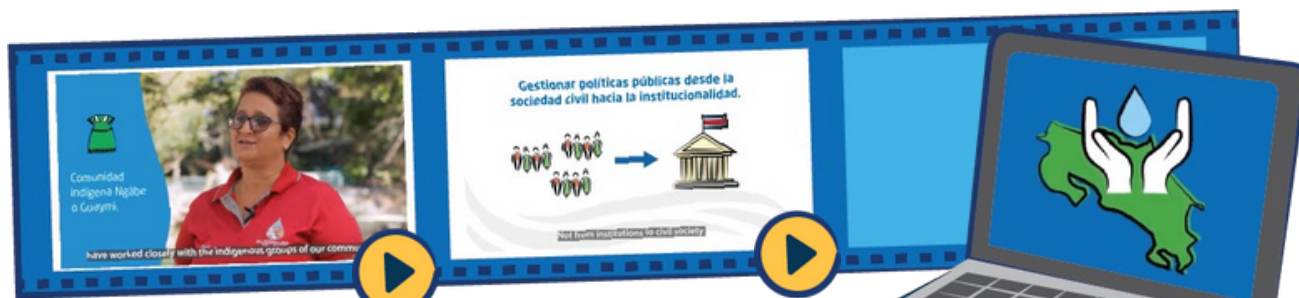 Comunidad
indígena Ngäbe
o Guaymí.
have worked closely with the indigenous groups of our
Gestionar políticas públicas desde la
sociedad civil hacia la institucionalidad.
Not from institutions to civil society